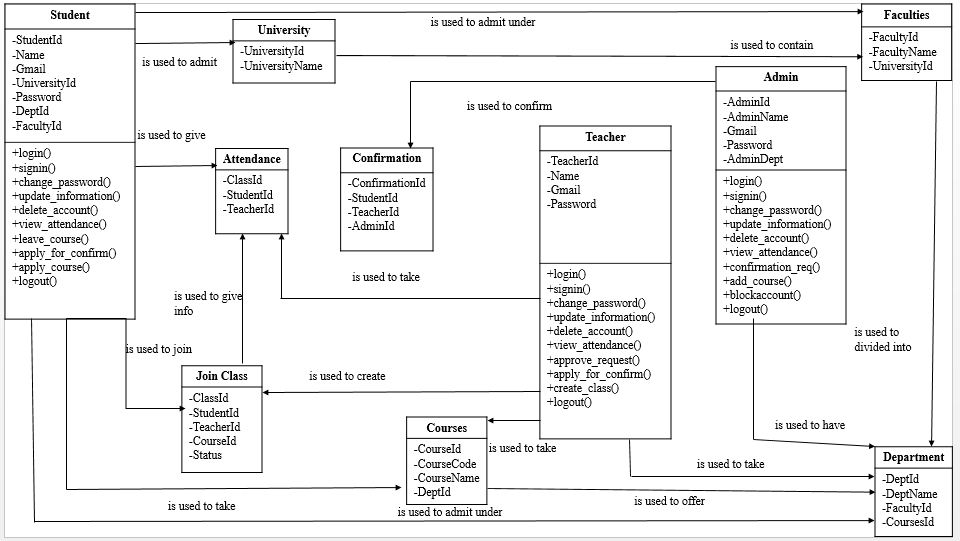 Student
-StudentId
-Name
-Gmail
-UniversityId
-Password
-DeptId
-FacultyId
+login()
+signin()
+change_password()
+update_information()
+delete_account()
+view_attendance()
+leave_course()
+apply_for_confirm()
+apply_course()
+logout()
is used to admit under
is used to admit
University
-UniversityId
-UniversityName
is used to contain
Faculties
-FacultyId
-FacultyName
-UniversityId
is used to give
Attendance
-ClassId
-StudentId
-TeacherId
is used to confirm
Confirmation
-ConfirmationId
-StudentId
-TeacherId
-AdminId
Teacher
-TeacherId
-Name
-Gmail
-Password
+login()
+signin()
+change_password()
+update_information()
+delete_account()
+view_attendance()
+approve_request()
+apply_for_confirm()
+create_class()
+logout()
Admin
-AdminId
-AdminName
-Gmail
-Password
-AdminDept
+login()
+signin()
+change_password()
+update_information()
+delete_account()
+view_attendance()
+confirmation_req()
+add_course()
+blockaccount()
+logout()
is used to take
is used to give
info
is used to join
is used to divided into
Join Class
-ClassId
-StudentId
-TeacherId
-CourseId
-Status
is used to create
Courses
-CourseId
-CourseCode
-CourseName
-DeptId
is used to take
is used to have
is used to take
Department
-DeptId
-DeptName
-FacultyId
-CoursesId
is used to offer
is used to take
is used to admit under